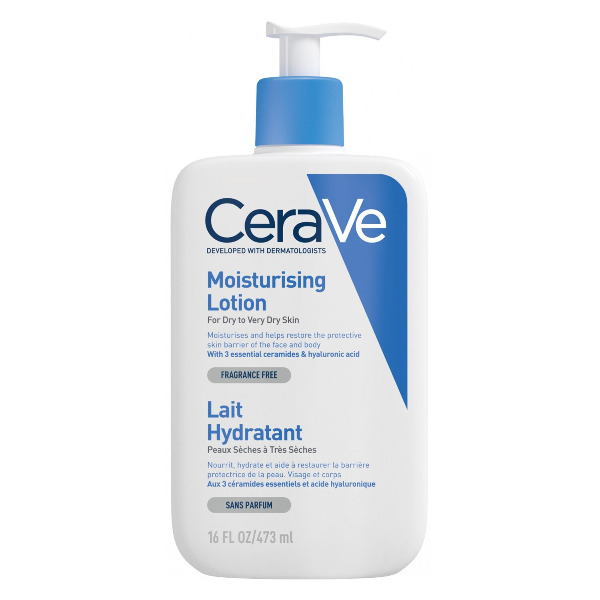 CeraVe
DEVELOPED WITH DERMATOLOGISTS
Moisturising
Lotion
For Dry to Very Dry Skin
Moisturises and helps restore the protective
skin barrier of the face and body
With 3 essential ceramides & hyaluronic acid
FRAGRANCE FREE
Lait
Hydratant
Peaux Sèches à Très Sèches
Nourrit, hydrate et aide à restaurer la barrière
protectrice de la peau. Visage et corps
Aux 3 céramides essentiels et acide hyaluronique
SANS PARFUM
16 FL OZ/473 ml